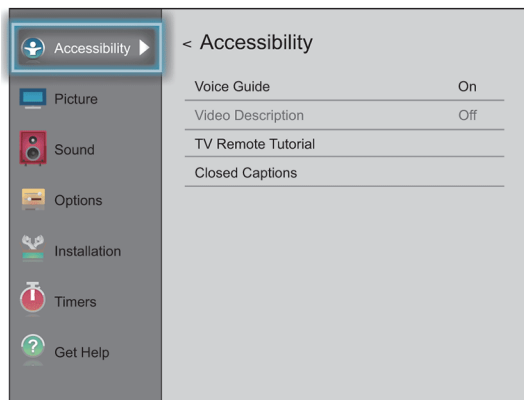 Accessibility
Picture
Sound
Options
Installation
Timers
Get Help
< Accessibility
Voice Guide On
Video Description Off
TV Remote Tutorial
Closed Captions